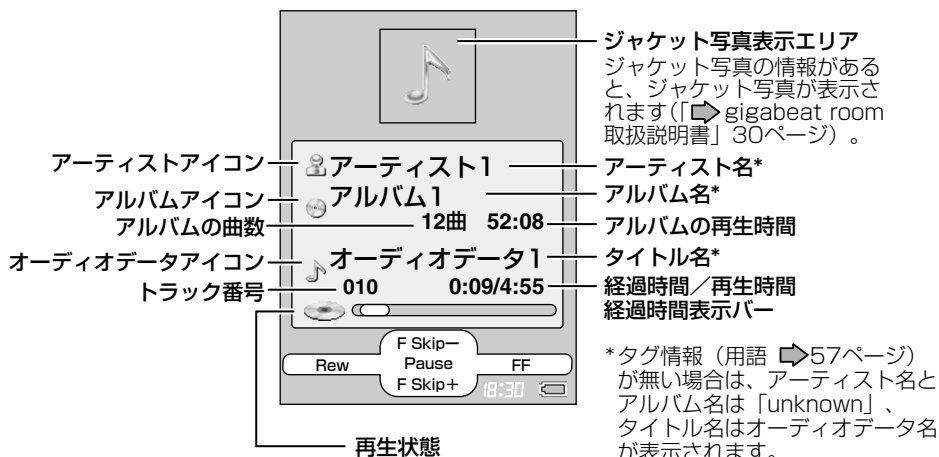 ジャケット写真表示エリア
ジャケット写真の情報がある
と、ジャケット写真が表示さ
れます(「➪ gigabeat room
取扱説明書」30ページ)。
アーティストアイコン
アーティスト1
アーティスト名*
アルバムアイコン
アルバム1
アルバム名*
アルバムの曲数
12曲 52:08
アルバムの再生時間
オーディオデータアイコン
オーディオデータ1
タイトル名*
トラック番号
010 0:09/4:55
経過時間/再生時間
経過時間表示バー
F Skip−
Rew Pause FF
F Skip+
18:30
再生状態
*タグ情報(用語 ➪57ページ)
が無い場合は、アーティスト名と
アルバム名は「unknown」、
タイトル名はオーディオデータ名
が表示されます。